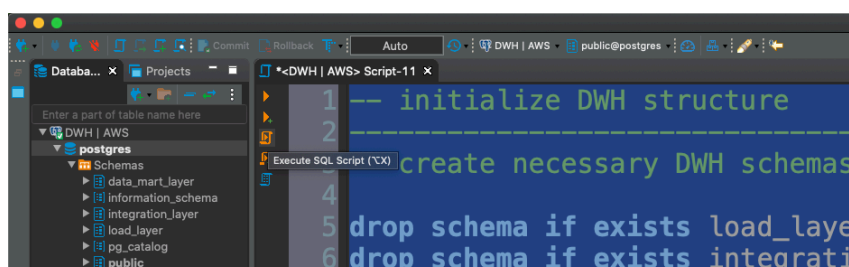 Commit
Rollback
Auto
DWH | AWS
public@postgres
Databa...
Projects
*<DWH | AWS> Script-11
Enter a part of table name here
DWH | AWS
postgres
Schemas
data_mart_layer
information_schema
integration_layer
load_layer
pg_catalog
public
1 -- initialize DWH structure
2 --------------------------------
Execute SQL Script (⌥X)
create necessary DWH schemas
4
5 drop schema if exists load_laye
6 drop schema if exists integrati